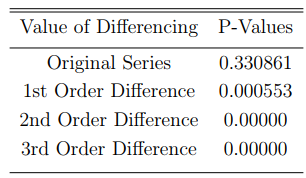 Value of Differencing P-Values
Original Series 0.330861
1st Order Difference 0.000553
2nd Order Difference 0.00000
3rd Order Difference 0.00000